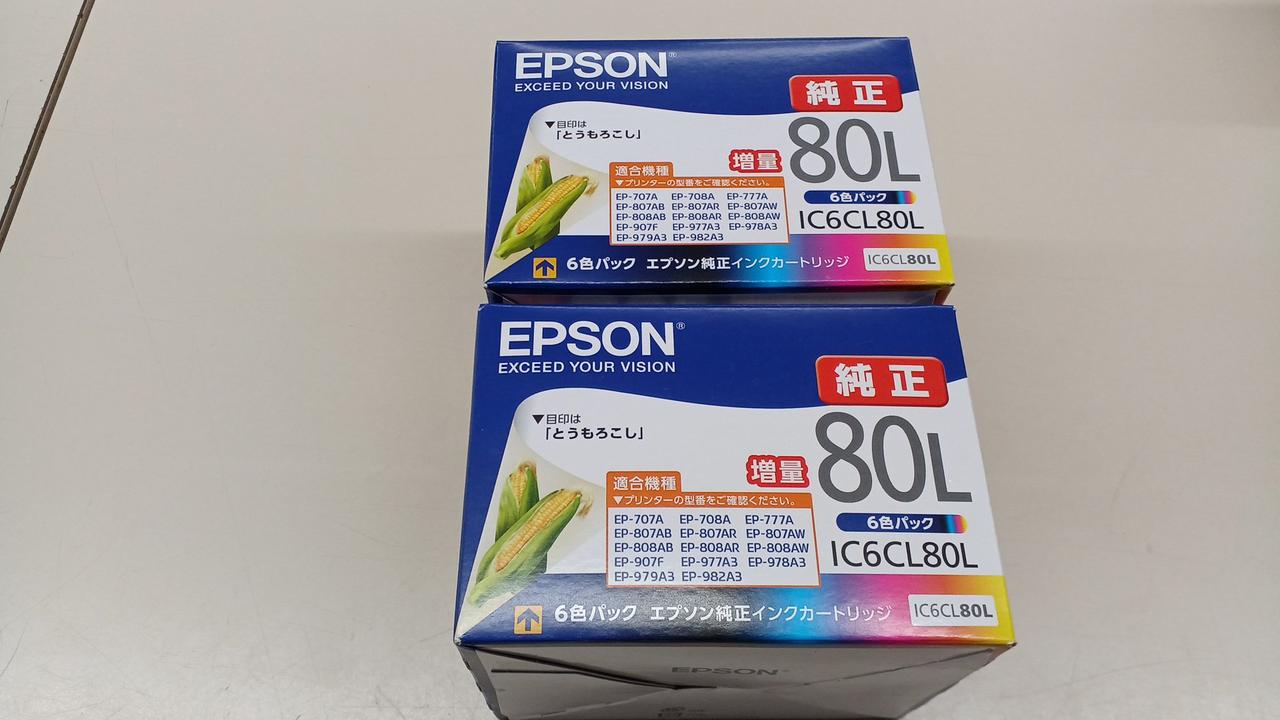 EPSON®
EXCEED YOUR VISION
純正
▼目印は
「とうもろこし」
増量
80L
適合機種
▼プリンターの型番をご確認ください。
EP-707A EP-708A EP-777A
EP-807AB EP-807AR EP-807AW
EP-808AB EP-808AR EP-808AW
EP-907F EP-977A3 EP-978A3
EP-979A3 EP-982A3
6色パック
IC6CL80L
6色パック エプソン純正インクカートリッジ
IC6CL80L
EPSON®
EXCEED YOUR VISION
純正
▼目印は
「とうもろこし」
増量
80L
適合機種
▼プリンターの型番をご確認ください。
EP-707A EP-708A EP-777A
EP-807AB EP-807AR EP-807AW
EP-808AB EP-808AR EP-808AW
EP-907F EP-977A3 EP-978A3
EP-979A3 EP-982A3
6色パック
IC6CL80L
6色パック エプソン純正インクカートリッジ
IC6CL80L
EPSON